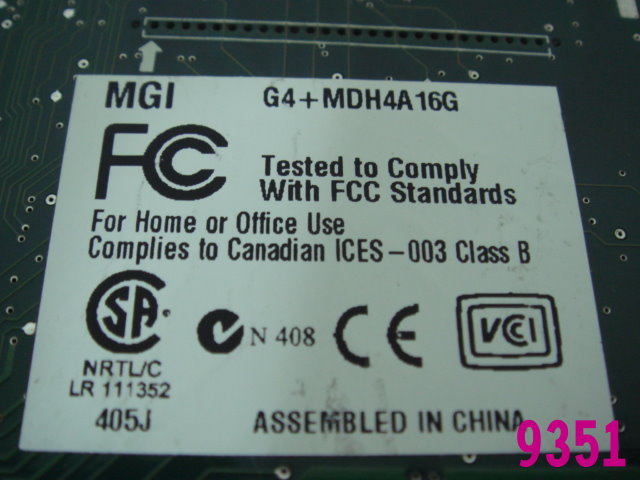 MGI G4+MDH4A16G
FC
Tested to Comply
With FCC Standards
For Home or Office Use
Complies to Canadian ICES-003 Class B
SA N 408 CE VCCI
NRTL/C
LR 111352
405J ASSEMBLED IN CHINA
9351